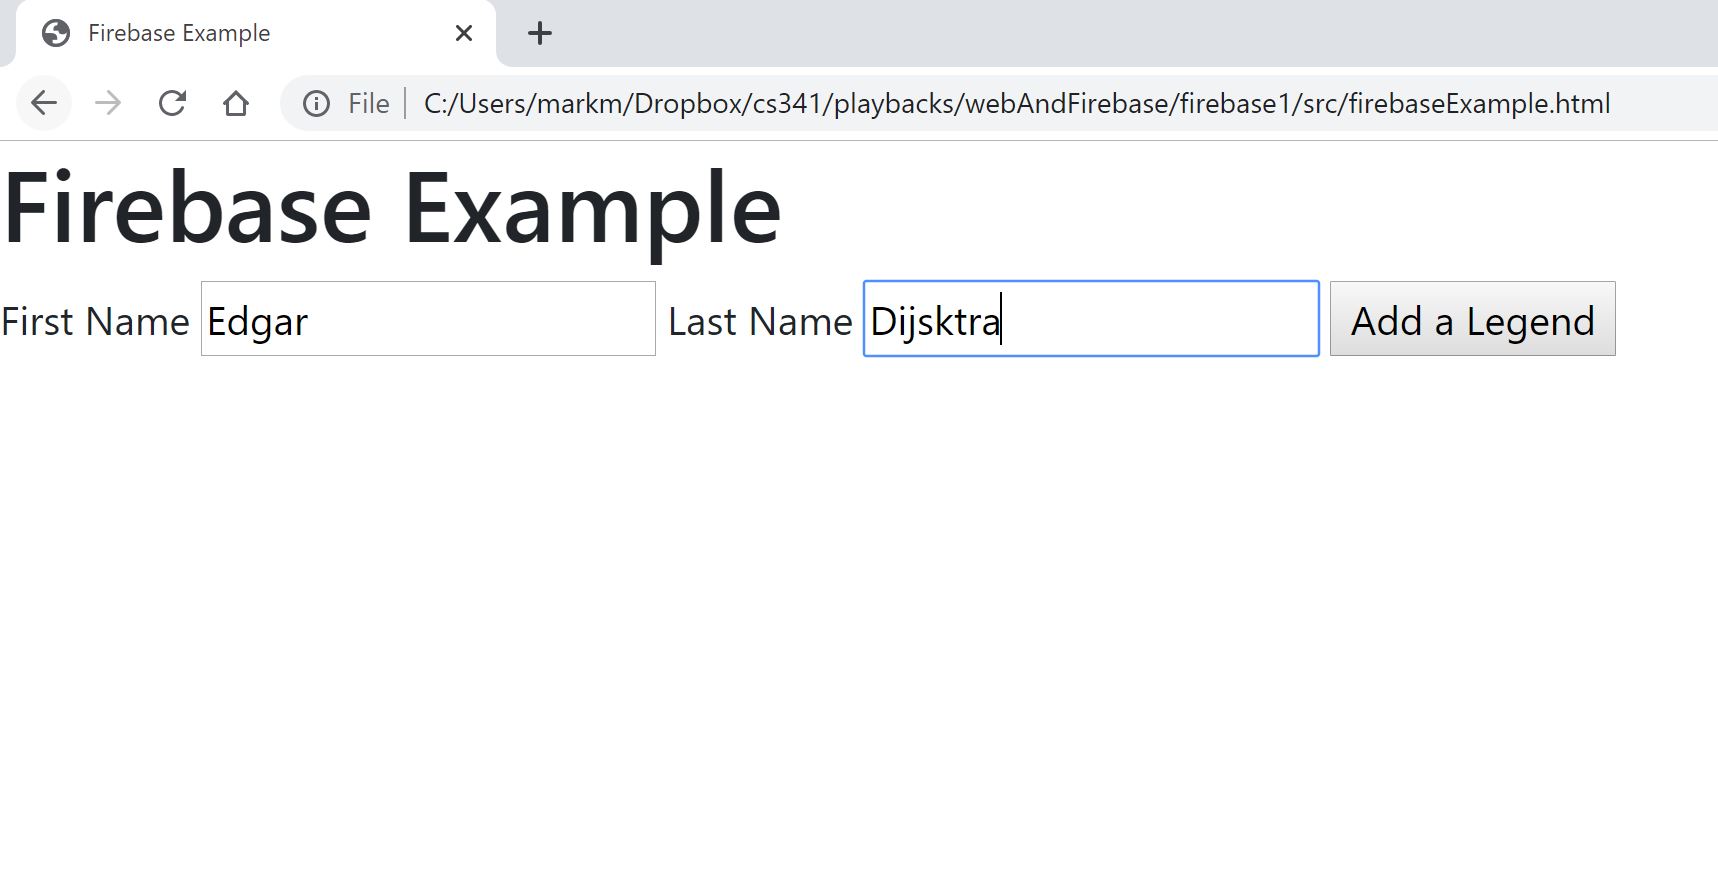 Firebase Example
File C:/Users/markm/Dropbox/cs341/playbacks/webAndFirebase/firebase1/src/firebaseExample.html
Firebase Example
First Name Edgar Last Name Dijsktra Add a Legend